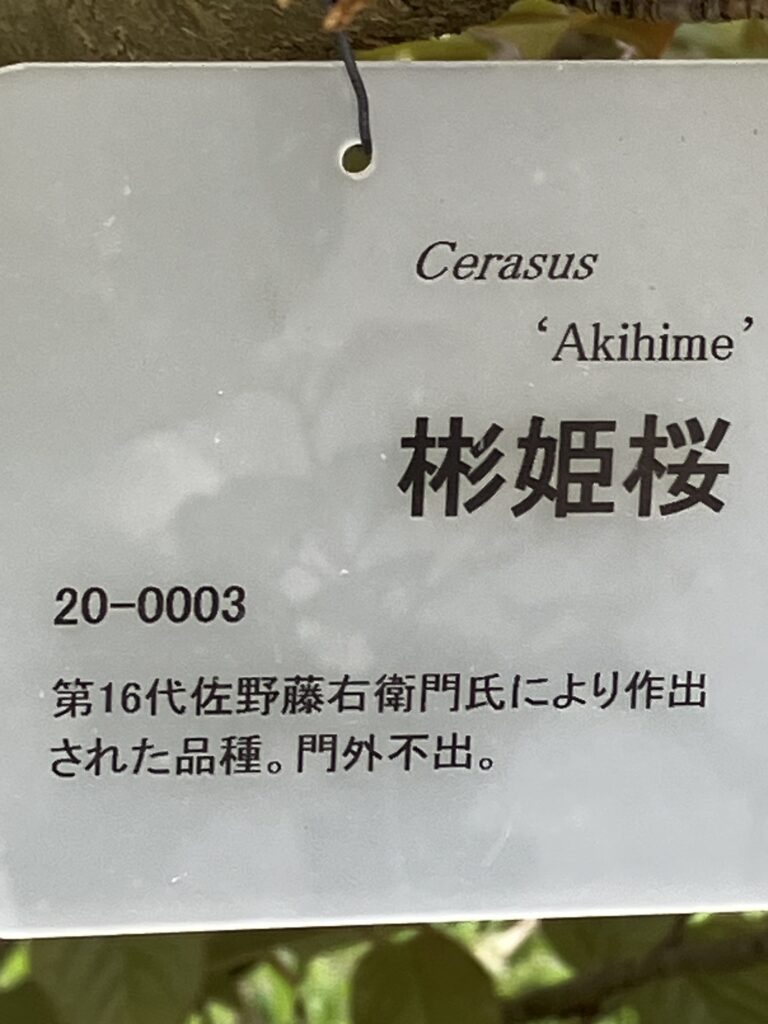 Cerasus
‘Akihime’
彬姫桜
20-0003
第16代佐野藤右衛門氏により作出
された品種。門外不出。